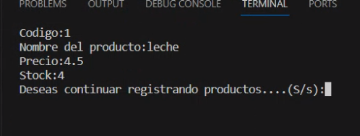 PROBLEMS OUTPUT DEBUG CONSOLE TERMINAL PORTS
Codigo:1
Nombre del producto:leche
Precio:4.5
Stock:4
Deseas continuar registrando productos....(S/s):